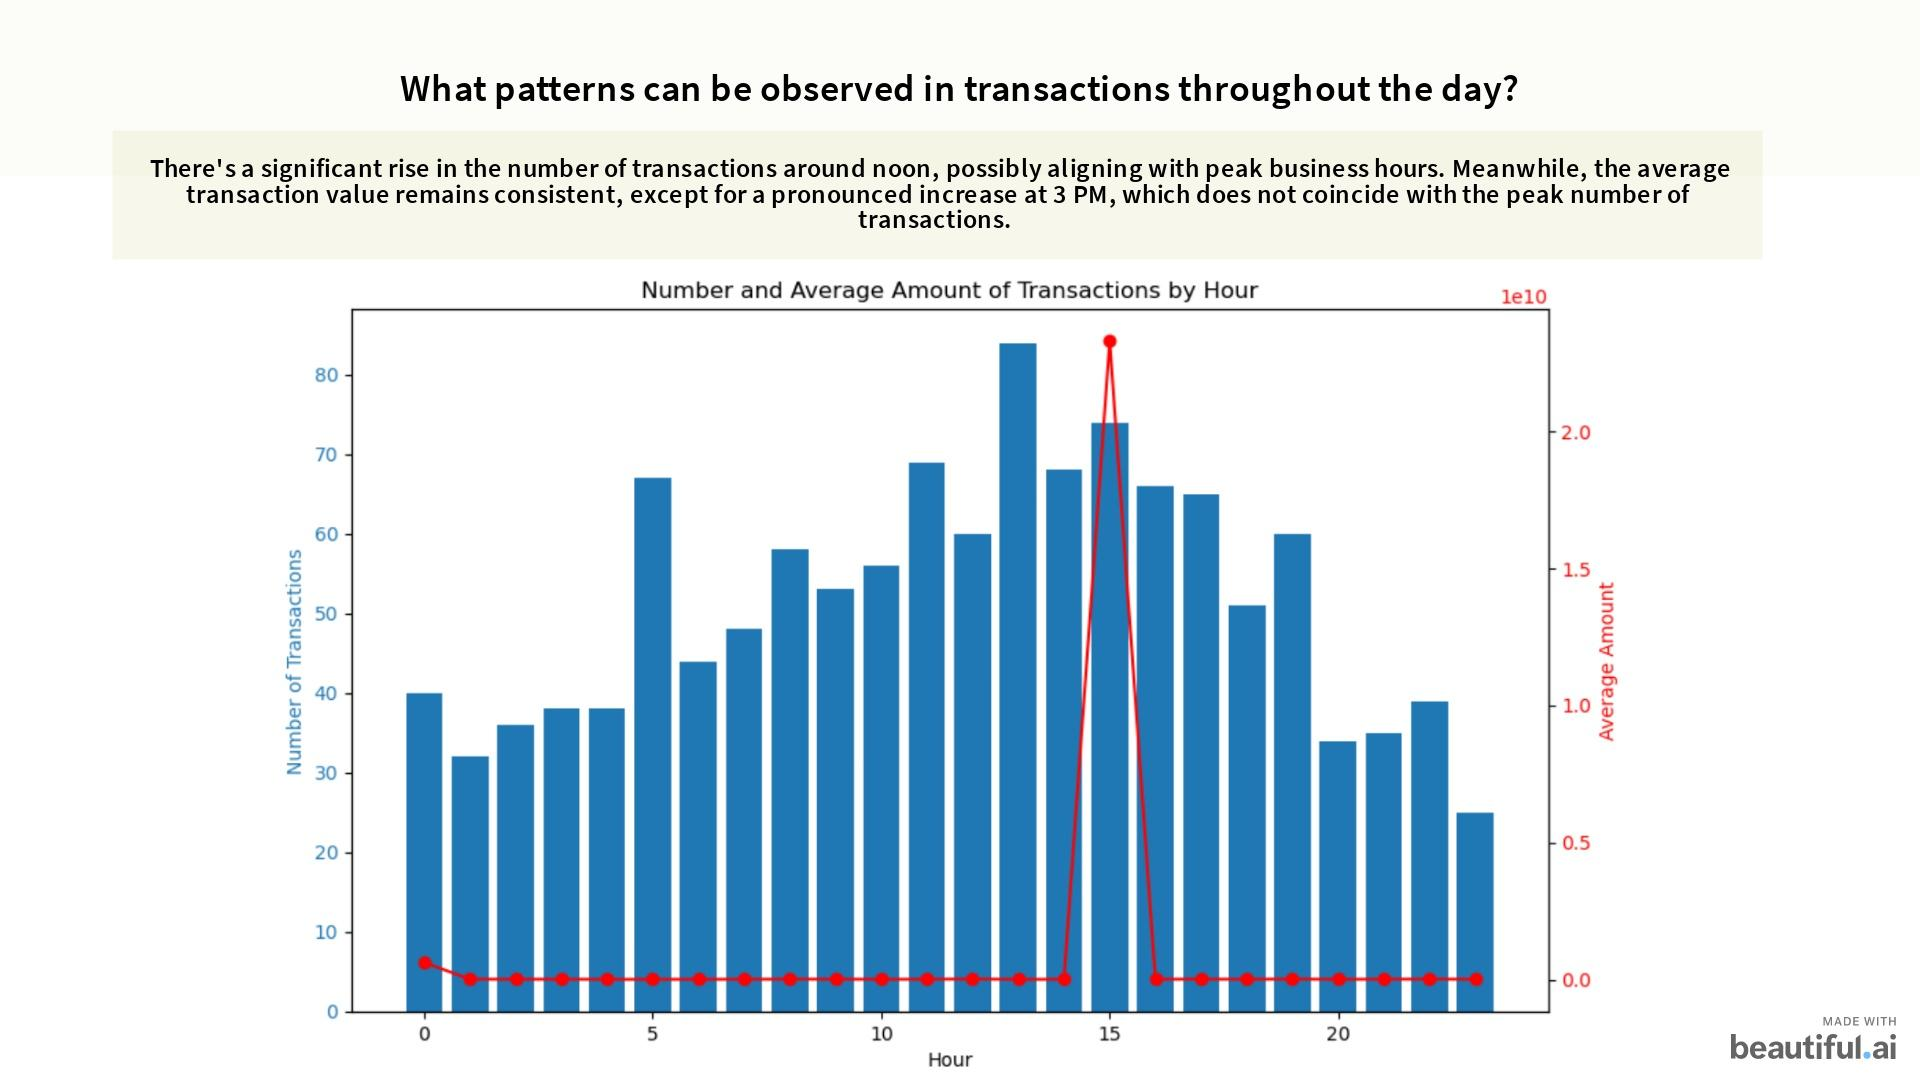 What patterns can be observed in transactions throughout the day?
There's a significant rise in the number of transactions around noon, possibly aligning with peak business hours. Meanwhile, the average
transaction value remains consistent, except for a pronounced increase at 3 PM, which does not coincide with the peak number of
transactions.
Number and Average Amount of Transactions by Hour
1e10
80
70
60
50
40
30
20
10
0
Number of Transactions
2.0
1.5
1.0
0.5
0.0
Average Amount
0 5 10 15 20
Hour
MADE WITH
beautiful.ai